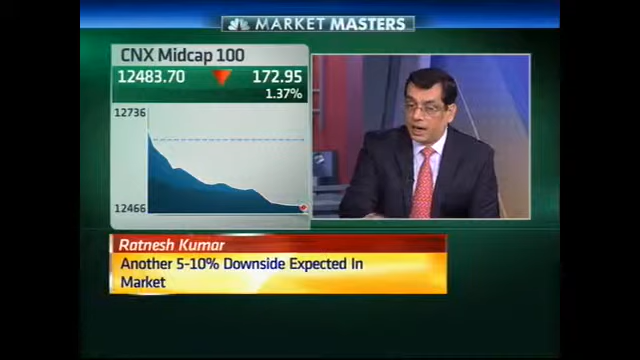 MARKET MASTERS
CNX Midcap 100
12483.70 172.95
1.37%
12736
12466
Ratnesh Kumar
Another 5-10% Downside Expected In
Market